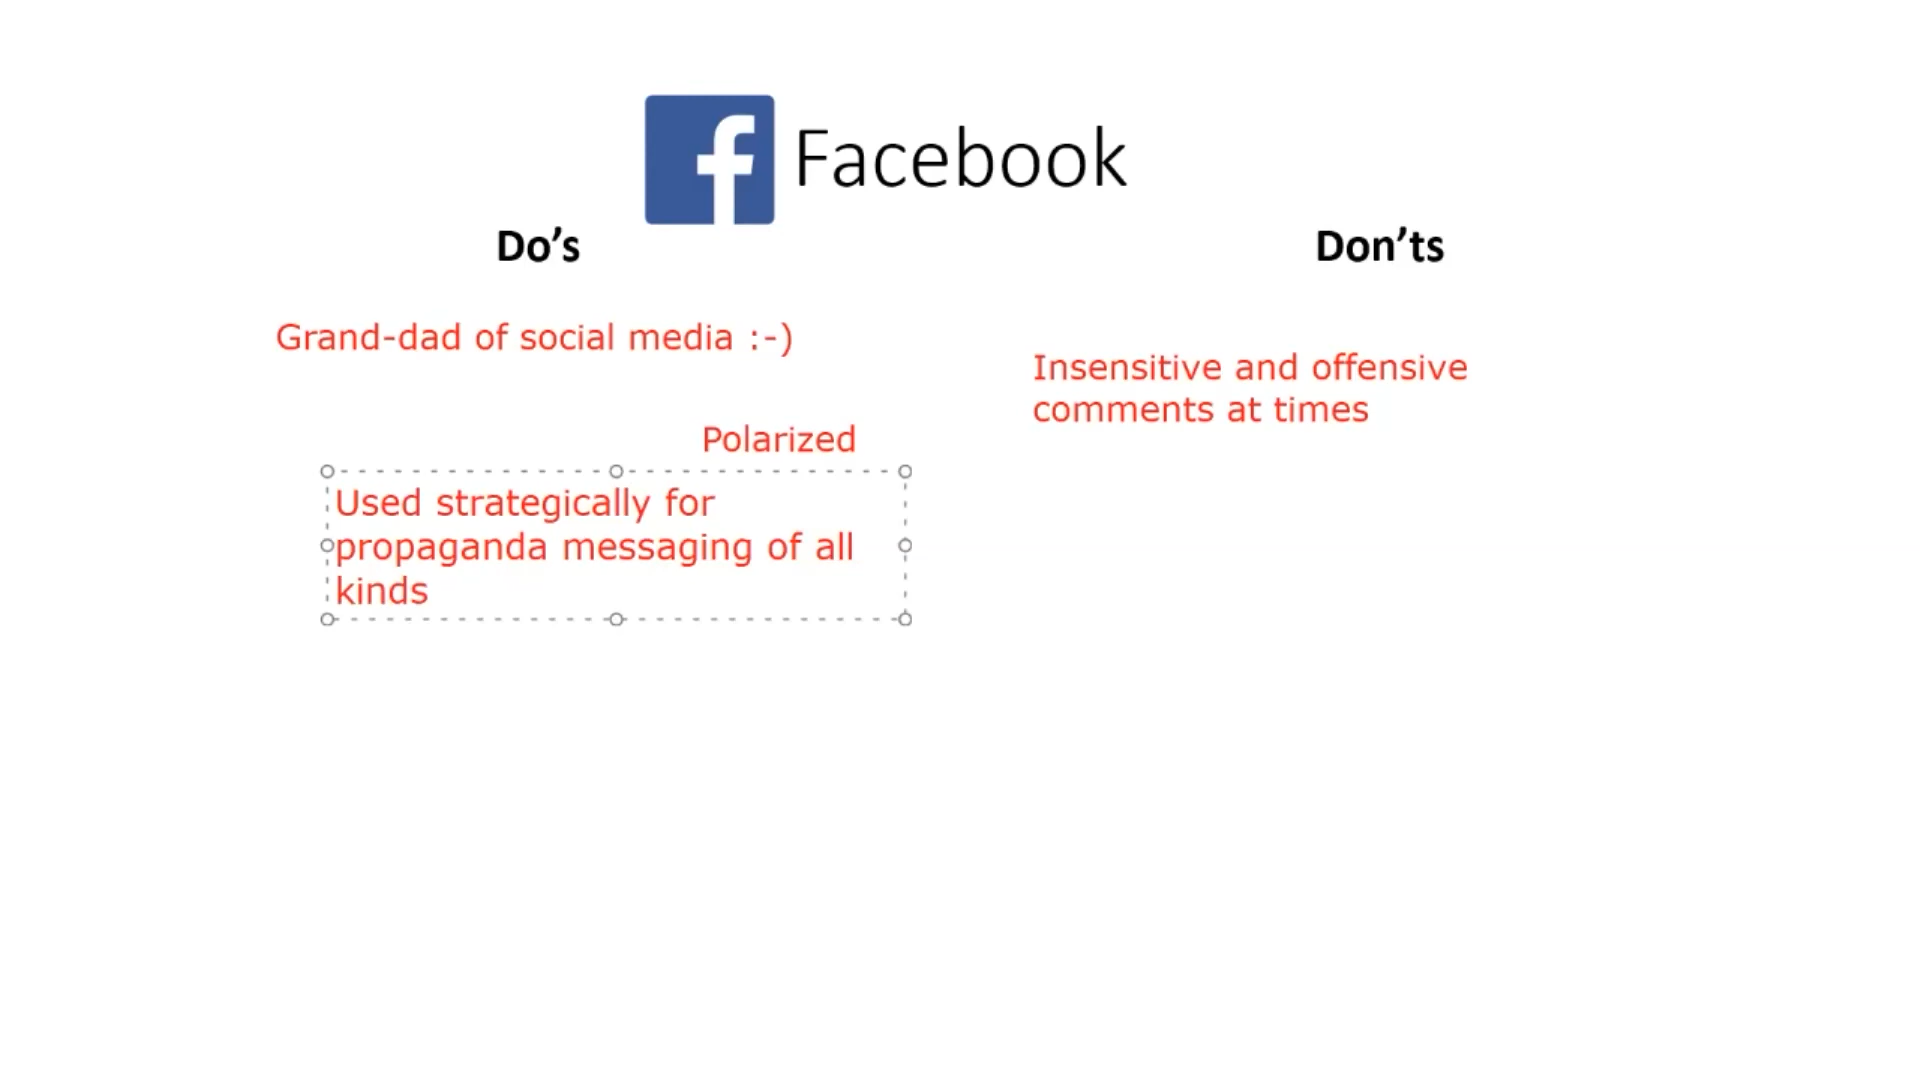 Facebook
Do’s
Don’ts
Grand-dad of social media :-)
Insensitive and offensive
comments at times
Polarized
Used strategically for
propaganda messaging of all
kinds